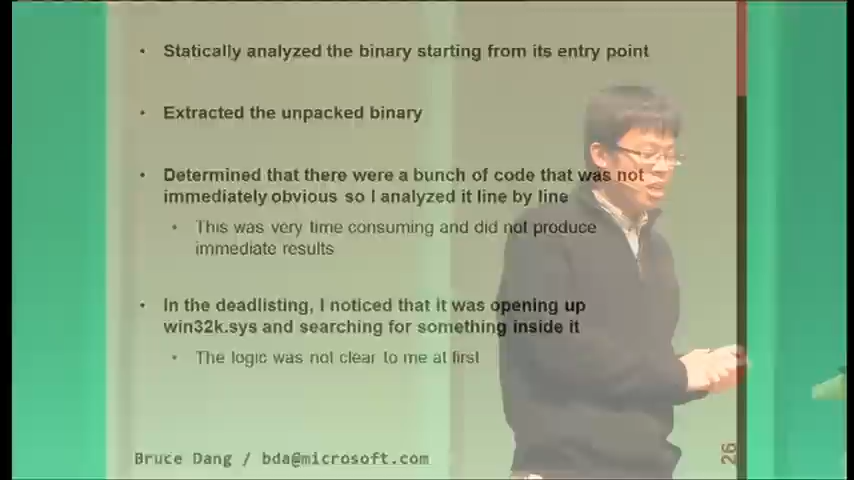 • Statically analyzed the binary starting from its entry point
• Extracted the unpacked binary
• Determined that there were a bunch of code that was not
immediately obvious so I analyzed it line by line
• This was very time consuming and did not produce
immediate results
• In the deadlisting, I noticed that it was opening up
win32k.sys and searching for something inside it
• The logic was not clear to me at first
Bruce Dang / bda@microsoft.com
26